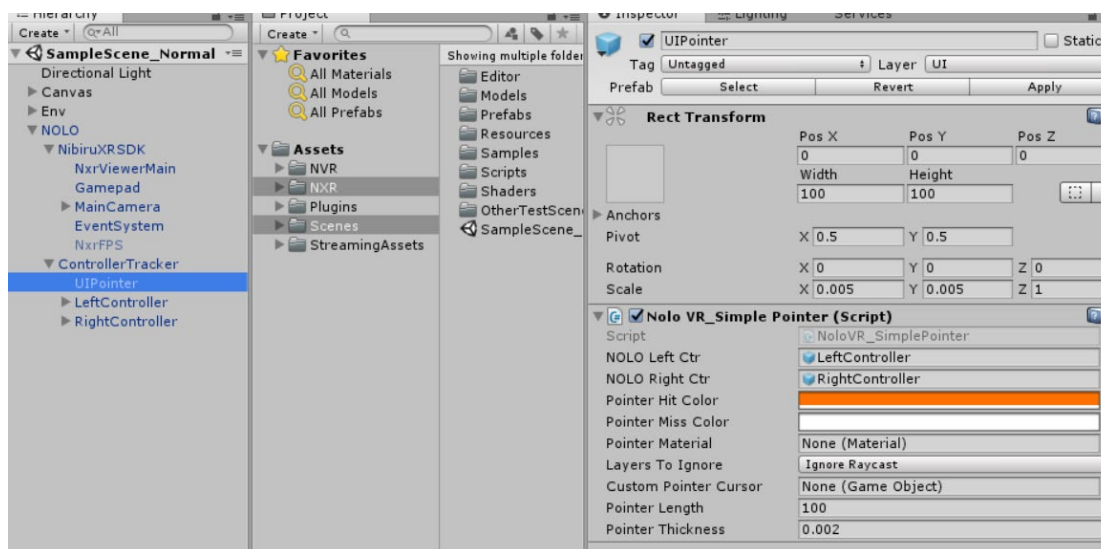 Hierarchy
Create
All
SampleScene_Normal
Directional Light
Canvas
Env
NOLO
NibiruXRSDK
NxrViewerMain
Gamepad
MainCamera
EventSystem
NxrFPS
ControllerTracker
UIPointer
LeftController
RightController
Project
Create
Favorites
All Materials
All Models
All Prefabs
Assets
NVR
NXR
Plugins
Scenes
StreamingAssets
Showing multiple folder
Editor
Models
Prefabs
Resources
Samples
Scripts
Shaders
OtherTestScen
SampleScene_
Inspector Lighting Services
UIPointer Static
Tag Untagged Layer UI
Prefab Select Revert Apply
Rect Transform
Pos X Pos Y Pos Z
0 0 0
Width Height
100 100
Anchors
Pivot X 0.5 Y 0.5
Rotation X 0 Y 0 Z 0
Scale X 0.005 Y 0.005 Z 1
Nolo VR_Simple Pointer (Script)
Script NoloVR_SimplePointer
NOLO Left Ctr LeftController
NOLO Right Ctr RightController
Pointer Hit Color
Pointer Miss Color
Pointer Material None (Material)
Layers To Ignore Ignore Raycast
Custom Pointer Cursor None (Game Object)
Pointer Length 100
Pointer Thickness 0.002